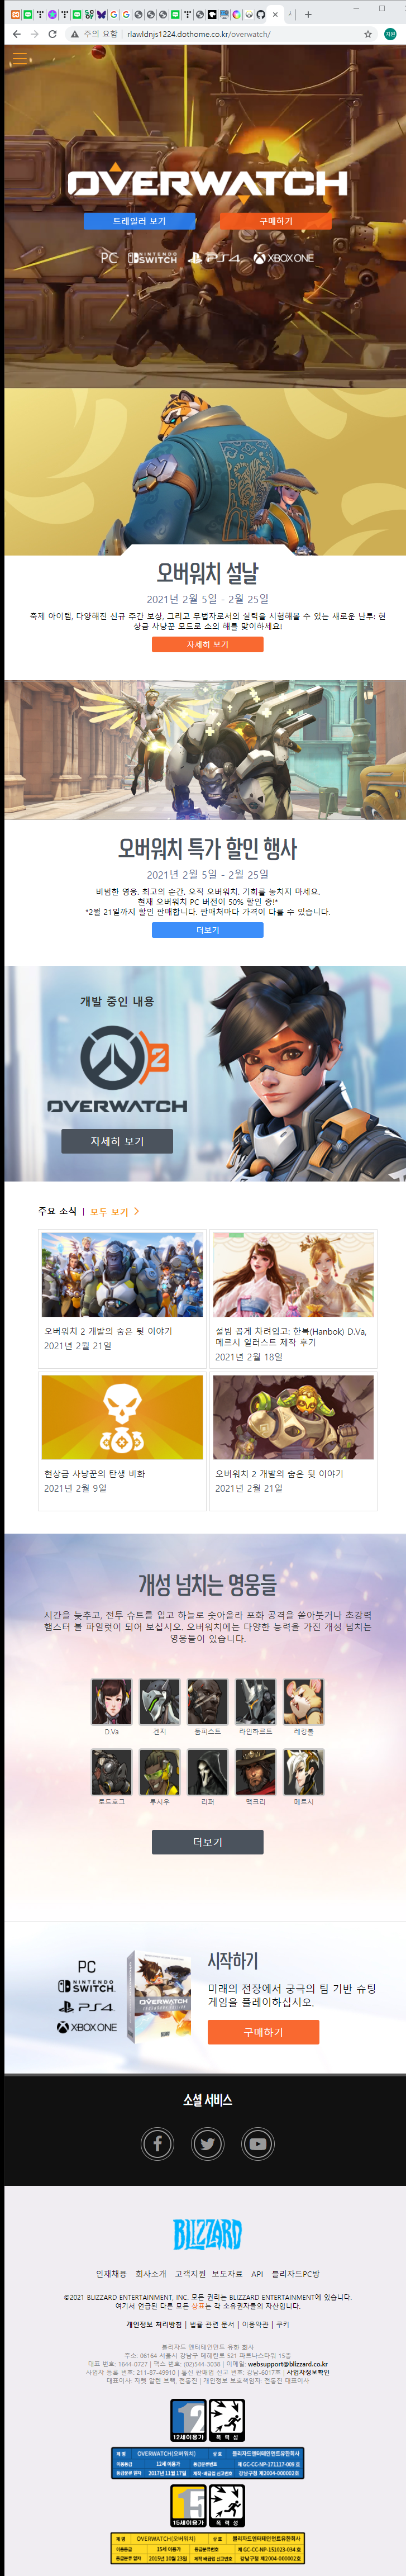 주의 요함 | rlawldnjs1224.dothome.co.kr/overwatch/
OVERWATCH
트레일러 보기
구매하기
PC NINTENDO SWITCH PS4 XBOX ONE
오버워치 설날
2021년 2월 5일 - 2월 25일
축제 아이템, 다양해진 신규 주간 보상, 그리고 쿠법자로서의 실력을 시험해볼 수 있는 새로운 난투: 현
상금 사냥꾼 모드로 소의 해를 맞이하세요!
자세히 보기
오버워치 특가 할인 행사
2021년 2월 5일 - 2월 25일
비범한 영웅. 최고의 순간. 오직 오버워치. 기회를 놓치지 마세요.
현재 오버워치 PC 버전이 50% 할인 중!*
*2월 21일까지 할인 판매합니다. 판매처마다 가격이 다를 수 있습니다.
더보기
개발 중인 내용
2
OVERWATCH
자세히 보기
주요 소식 | 모두 보기 >
오버워치 2 개발의 숨은 뒷 이야기
2021년 2월 21일
설빔 곱게 차려입고: 한복(Hanbok) D.Va,
메르시 일러스트 제작 후기
2021년 2월 18일
현상금 사냥꾼의 탄생 비화
2021년 2월 9일
오버워치 2 개발의 숨은 뒷 이야기
2021년 2월 21일
개성 넘치는 영웅들
시간을 늦추고, 전투 슈트를 입고 하늘로 솟아올라 포화 공격을 쏟아붓거나 초강력
햄스터 볼 파일럿이 되어 보십시오. 오버워치에는 다양한 능력을 가진 개성 넘치는
영웅들이 있습니다.
D.Va 겐지 둠피스트 라인하르트 레킹볼
로드호그 루시우 리퍼 맥크리 메르시
더보기
PC
NINTENDO SWITCH
PS4
XBOX ONE
OVERWATCH
시작하기
미래의 전장에서 궁극의 팀 기반 슈팅
게임을 플레이하십시오.
구매하기
소셜 서비스
BLIZZARD
인재채용 회사소개 고객지원 보도자료 API 블리자드PC방
©2021 BLIZZARD ENTERTAINMENT, INC. 모든 권리는 BLIZZARD ENTERTAINMENT에 있습니다.
여기서 언급된 다른 모든 상표는 각 소유권자들의 자산입니다.
개인정보 처리방침 | 법률 관련 문서 | 이용약관 | 쿠키
블리자드 엔터테인먼트 유한 회사
주소: 06164 서울시 강남구 테헤란로 521 파르나스타워 15층
대표 번호: 1644-0727 | 팩스 번호: (02)544-3038 | 이메일: websupport@blizzard.co.kr
사업자 등록 번호: 211-87-49910 | 통신 판매업 신고 번호: 강남-6017호 | 사업자정보확인
대표이사: 자켓 알렌 브랙, 전동진 | 개인정보 보호책임자: 전동진 대표이사
12세이용가 폭력성
제 명 OVERWATCH(오버워치) 상 호 블리자드엔터테인먼트유한회사
이용등급 12세 이용가 등급분류번호 제 GC-CC-NP-171117-009 호
등급분류 일자 2017년 11월 17일 제작·배급업 신고번호 강남구청 제2004-000002호
15세이용가 폭력성
제 명 OVERWATCH(오버워치) 상 호 블리자드엔터테인먼트유한회사
이용등급 15세 이용가 등급분류번호 제 GC-CC-NP-151023-034 호
등급분류 일자 2015년 10월 23일 제작 배급업 신고번호 강남구청 제2004-000002호